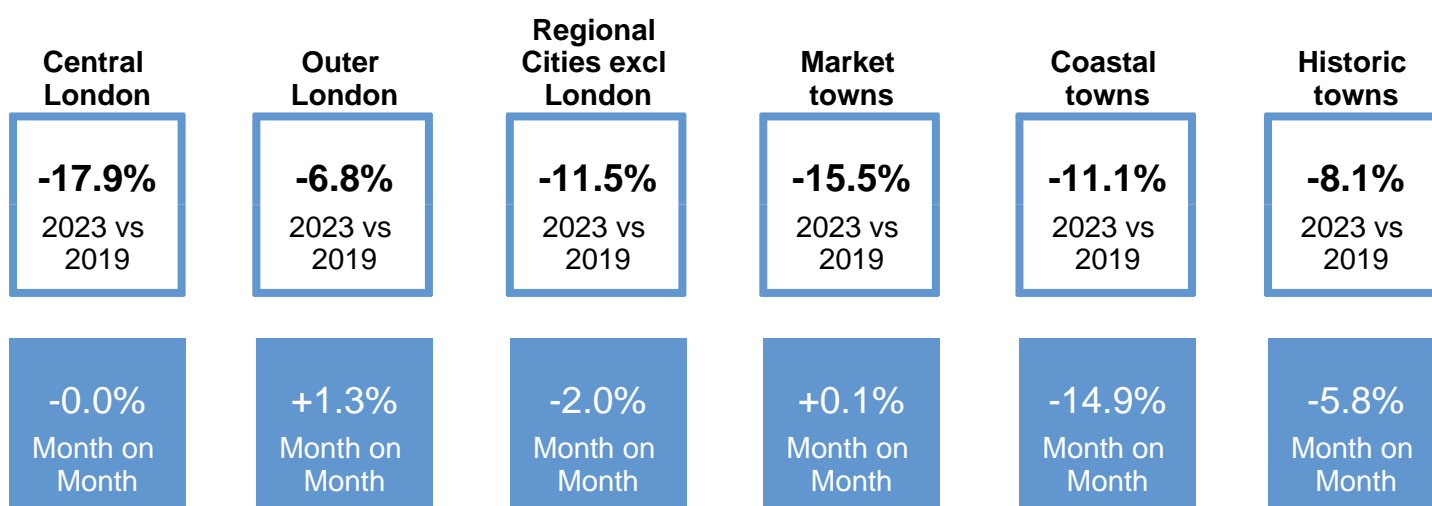 Central
London
-17.9%
2023 vs
2019
-0.0%
Month on
Month
Outer
London
-6.8%
2023 vs
2019
+1.3%
Month on
Month
Regional
Cities excl
London
-11.5%
2023 vs
2019
-2.0%
Month on
Month
Market
towns
-15.5%
2023 vs
2019
+0.1%
Month on
Month
Coastal
towns
-11.1%
2023 vs
2019
-14.9%
Month on
Month
Historic
towns
-8.1%
2023 vs
2019
-5.8%
Month on
Month